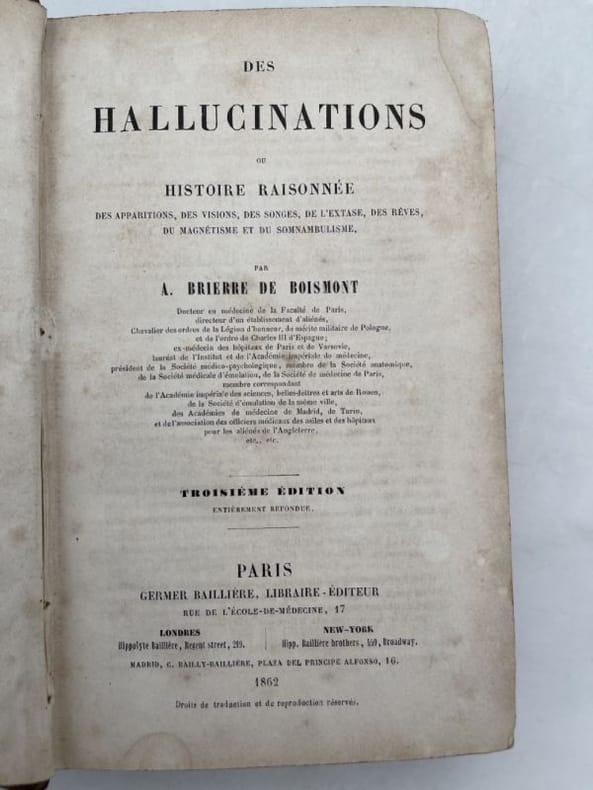 DES
HALLUCINATIONS
OU
HISTOIRE RAISONNÉE
DES APPARITIONS, DES VISIONS, DES SONGES, DE L'EXTASE, DES RÊVES,
DU MAGNÉTISME ET DU SOMNAMBULISME,
PAR
A. BRIERRE DE BOISMONT
Docteur en médecine de la Faculté de Paris,
directeur d'un établissement d'aliénés,
Chevalier des ordres de la Légion d'honneur, du mérite militaire de Pologne,
et de l'ordre de Charles III d'Espagne;
ex-médecin des hôpitaux de Paris et de Varsovie,
lauréat de l'Institut et de l'Académie impériale de médecine,
président de la Société médico-psychologique, membre de la Société anatomique,
de la Société médicale d'émulation, de la Société de médecine de Paris,
membre correspondant
de l'Académie impériale des sciences, belles-lettres et arts de Rouen,
de la Société d'émulation de la même ville,
des Académies de médecine de Madrid, de Turin,
et de l'association des officiers médicaux des asiles et des hôpitaux
pour les aliénés de l'Angleterre,
etc., etc.
TROISIÈME ÉDITION
ENTIÈREMENT REFONDUE.
PARIS
GERMER BAILLIÈRE, LIBRAIRE-ÉDITEUR
RUE DE L'ÉCOLE-DE-MÉDECINE, 17
LONDRES
Hippolyte Baillière, Regent street, 219.
NEW-YORK
Hipp. Baillière brothers, 440, Broadway.
MADRID, C. BAILLY-BAILLIÈRE, PLAZA DEL PRINCIPE ALFONSO, 16.
1862
Droits de traduction et de reproduction réservés.